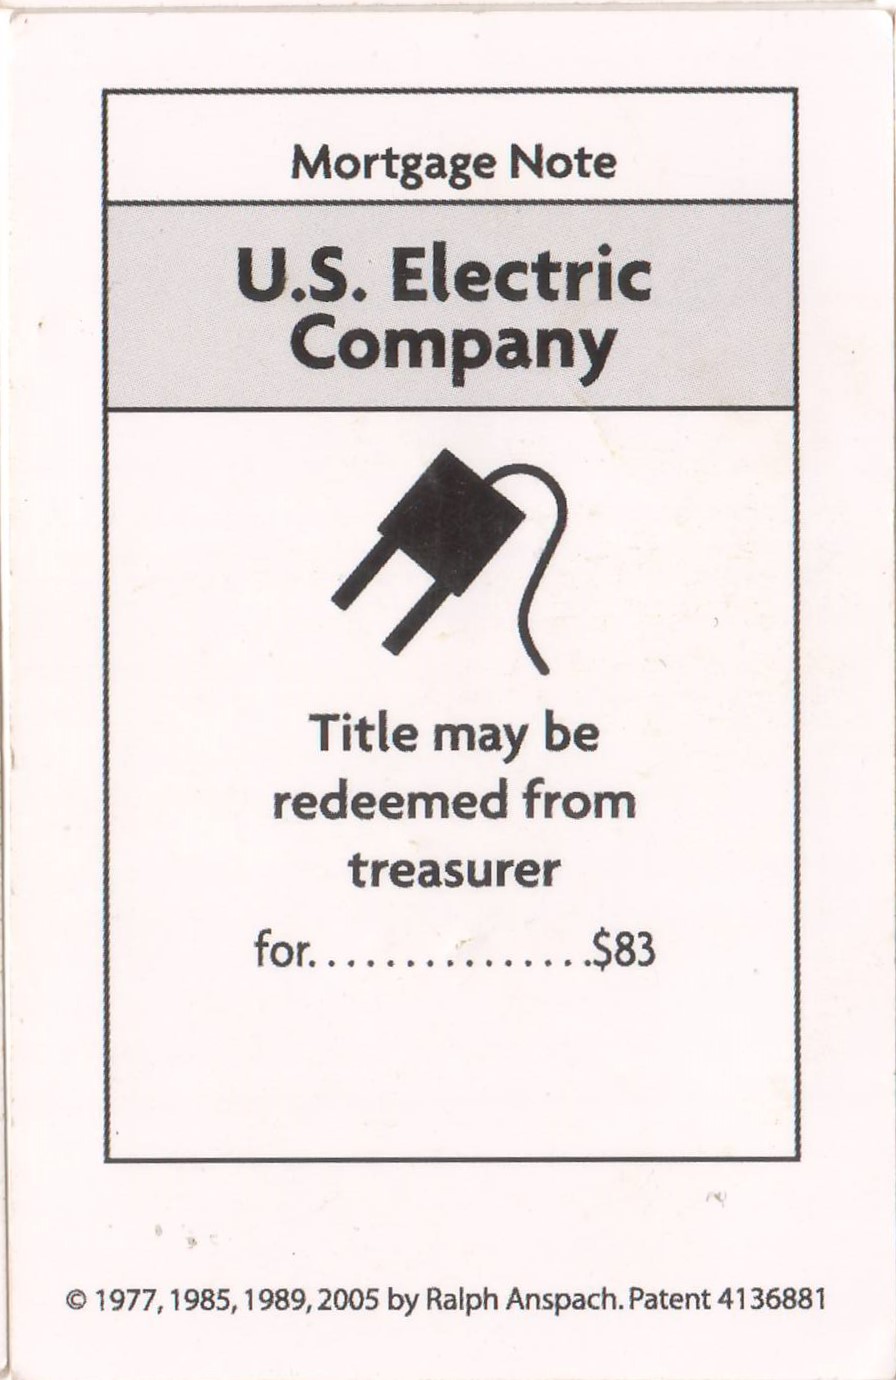 Mortgage Note
U.S. Electric
Company
Title may be
redeemed from
treasurer
for...............$83
© 1977, 1985, 1989, 2005 by Ralph Anspach. Patent 4136881